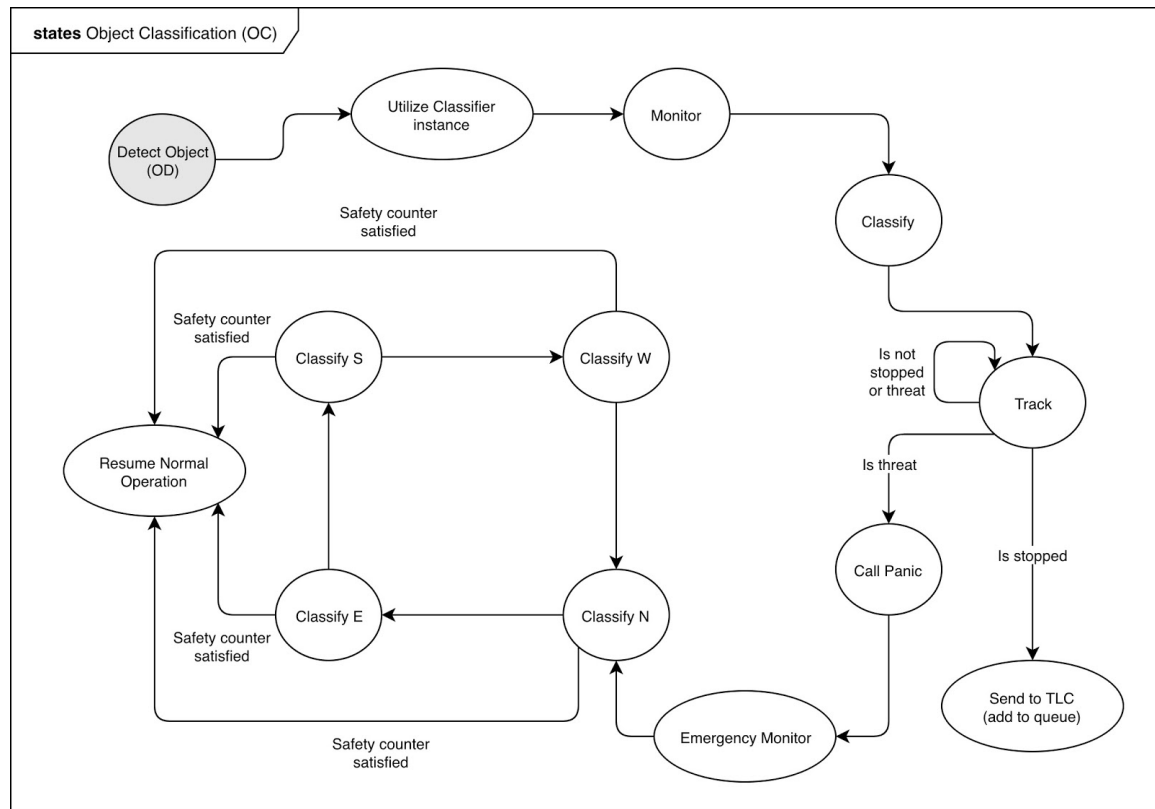 states Object Classification (OC)
Utilize Classifier
instance
Monitor
Detect Object
(OD)
Classify
Safety counter
satisfied
Safety counter
satisfied
Classify S
Classify W
Is not
stopped
or threat
Track
Resume Normal
Operation
Is threat
Is stopped
Call Panic
Classify E
Classify N
Safety counter
satisfied
Send to TLC
(add to queue)
Emergency Monitor
Safety counter
satisfied